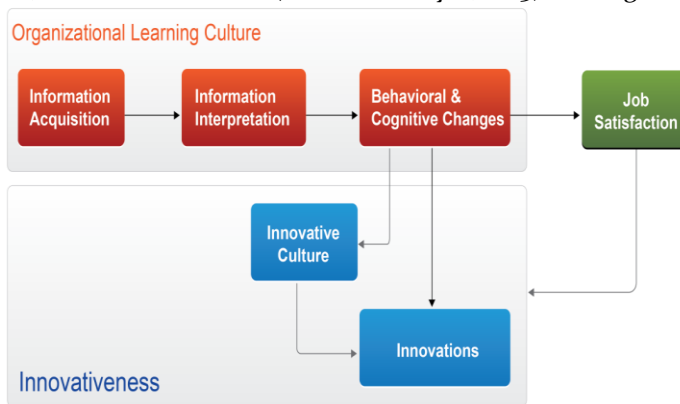 Organizational Learning Culture
Information
Acquisition
Information
Interpretation
Behavioral &
Cognitive Changes
Job
Satisfaction
Innovative
Culture
Innovations
Innovativeness